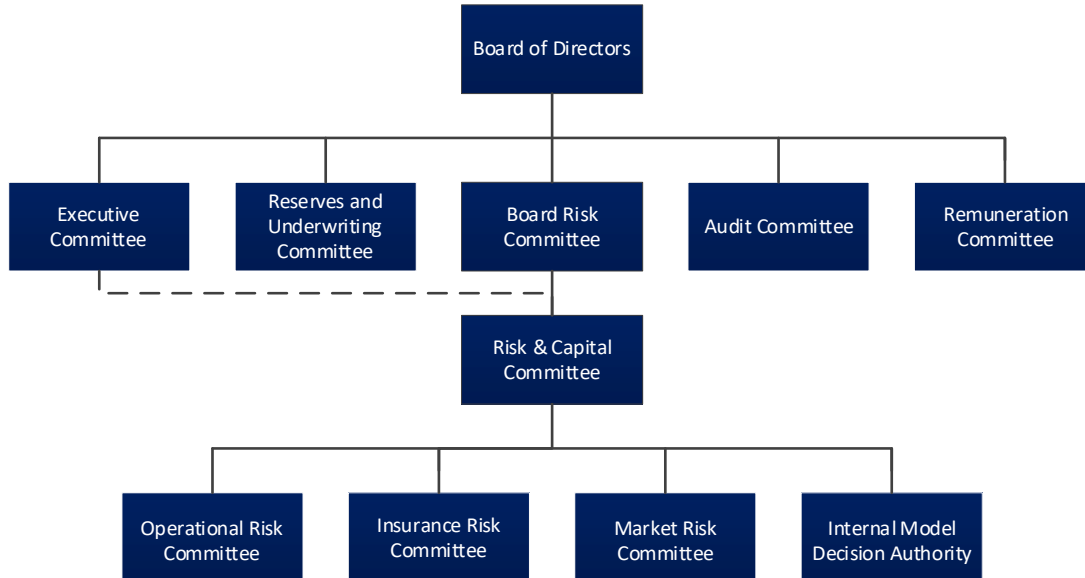 Board of Directors
Executive
Committee
Reserves and
Underwriting
Committee
Board Risk
Committee
Audit Committee
Remuneration
Committee
Risk & Capital
Committee
Operational Risk
Committee
Insurance Risk
Committee
Market Risk
Committee
Internal Model
Decision Authority